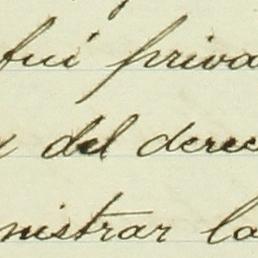 fui priva
del derec
nistrar la